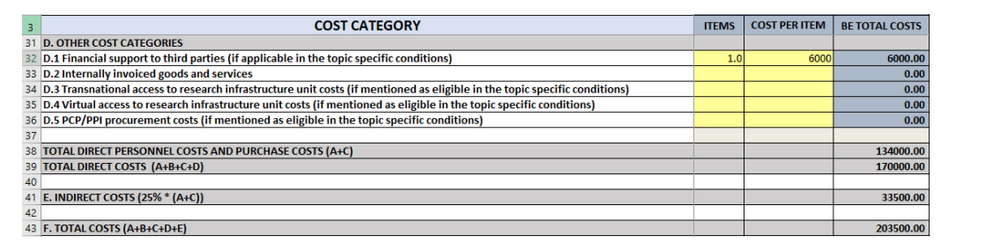 3 COST CATEGORY ITEMS COST PER ITEM BE TOTAL COSTS
31 D. OTHER COST CATEGORIES
32 D.1 Financial support to third parties (if applicable in the topic specific conditions) 1.0 6000 6000.00
33 D.2 Internally invoiced goods and services 0.00
34 D.3 Transnational access to research infrastructure unit costs (if mentioned as eligible in the topic specific conditions) 0.00
35 D.4 Virtual access to research infrastructure unit costs (if mentioned as eligible in the topic specific conditions) 0.00
36 D.5 PCP/PPI procurement costs (if mentioned as eligible in the topic specific conditions) 0.00
37
38 TOTAL DIRECT PERSONNEL COSTS AND PURCHASE COSTS (A+C) 134000.00
39 TOTAL DIRECT COSTS (A+B+C+D) 170000.00
40
41 E. INDIRECT COSTS (25% * (A+C)) 33500.00
42
43 F. TOTAL COSTS (A+B+C+D+E) 203500.00